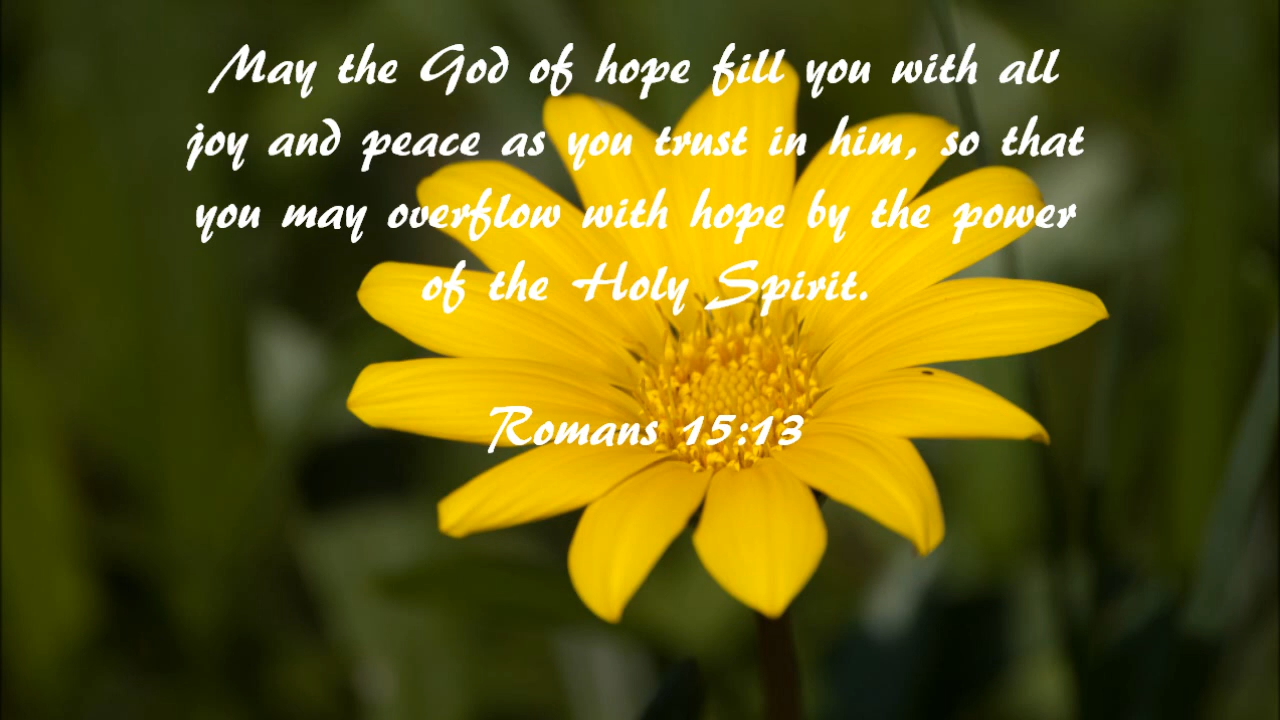 May the God of hope fill you with all
joy and peace as you trust in him, so that
you may overflow with hope by the power
of the Holy Spirit.
Romans 15:13